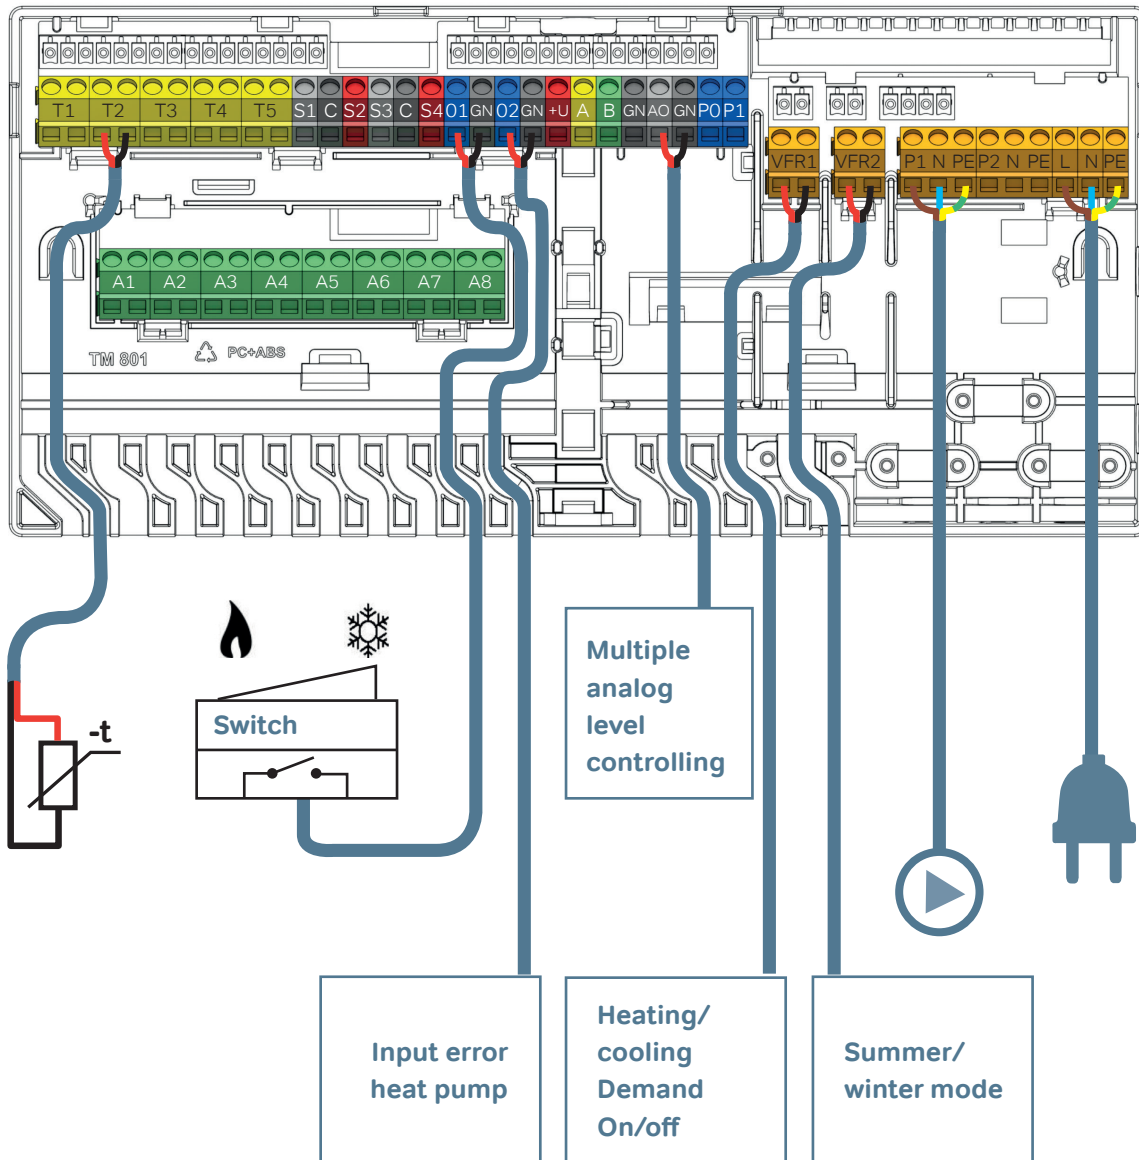 T1 T2 T3 T4 T5 S1 C S2 S3 C S4 01 GN 02 GN +U A B GN AO GN P0 P1
VFR1 VFR2 P1 N PE P2 N PE L N PE
A1 A2 A3 A4 A5 A6 A7 A8
TM 801 PC+ABS
Switch
-t
Multiple
analog
level
controlling
Input error
heat pump
Heating/
cooling
Demand
On/off
Summer/
winter mode